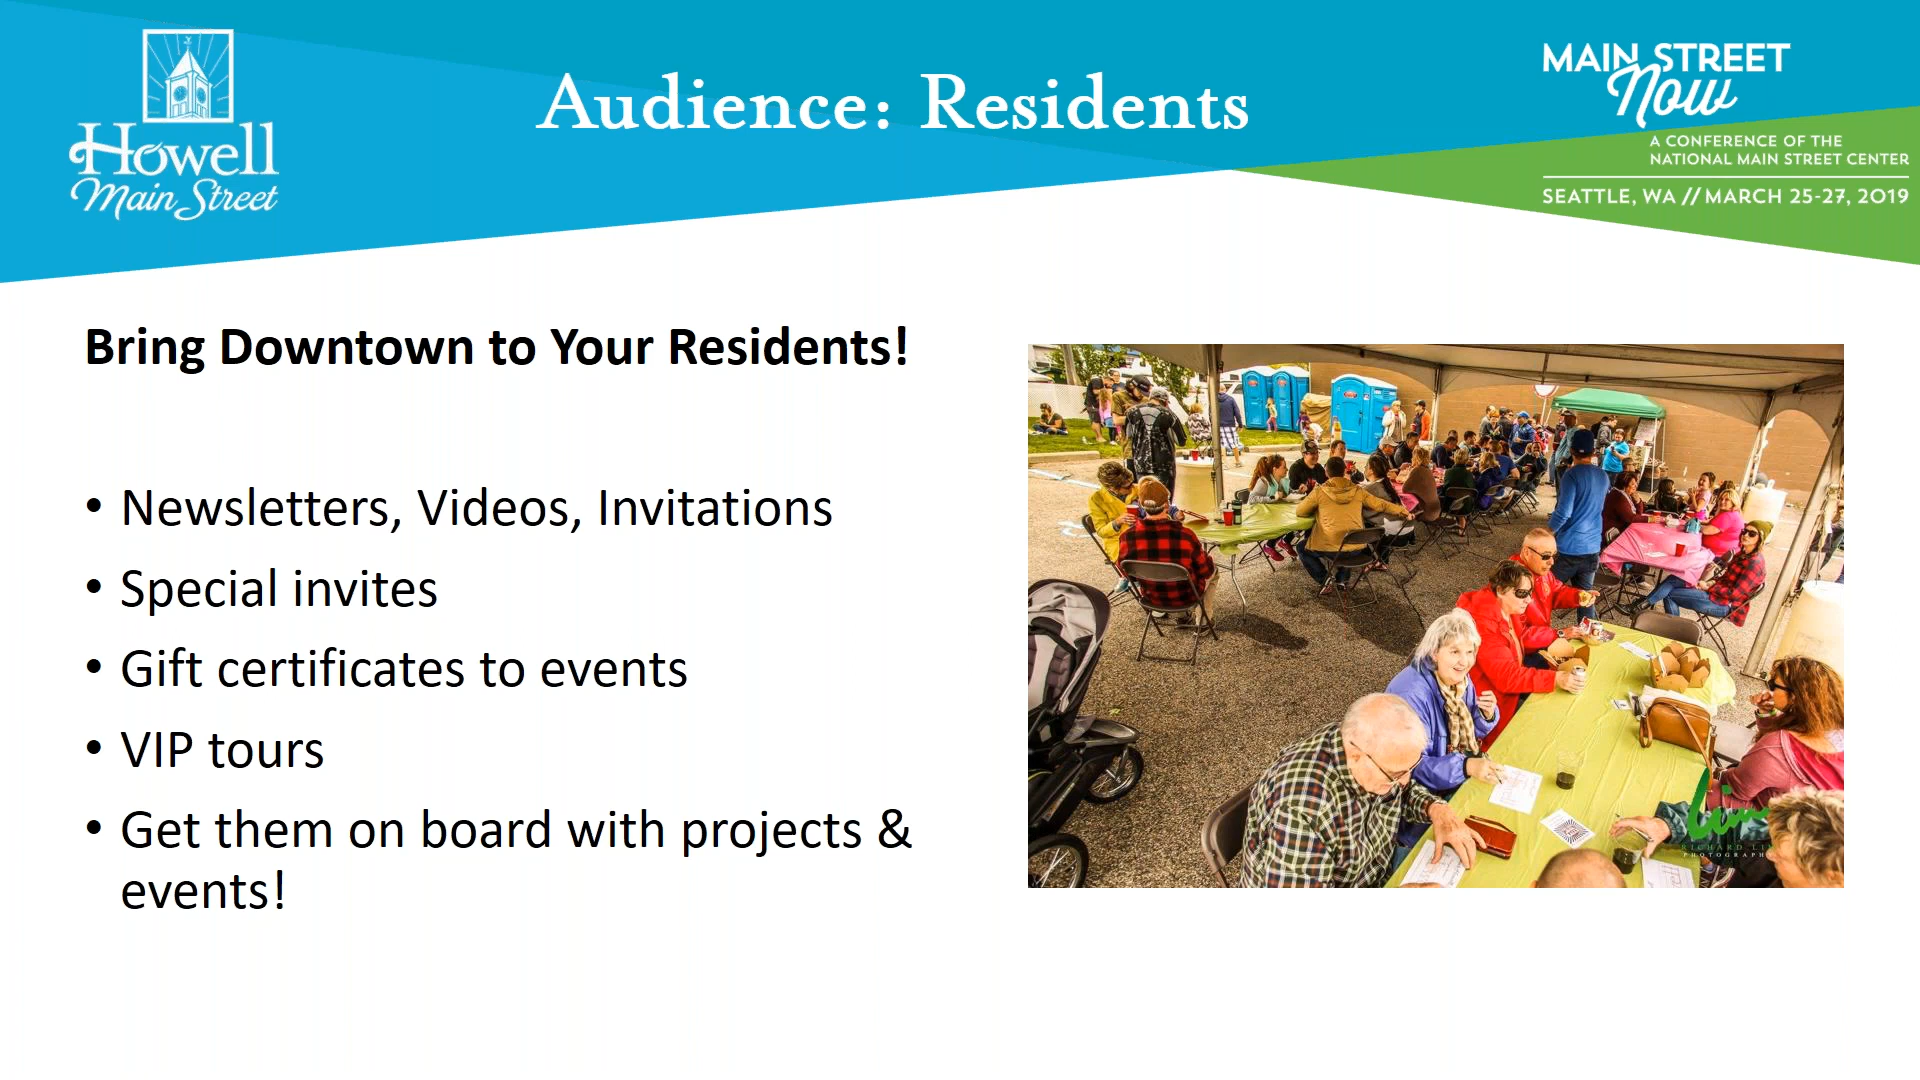 Howell
Main Street
Audience: Residents
MAIN STREET
Now
A CONFERENCE OF THE
NATIONAL MAIN STREET CENTER
SEATTLE, WA // MARCH 25-27, 2019
Bring Downtown to Your Residents!
• Newsletters, Videos, Invitations
• Special invites
• Gift certificates to events
• VIP tours
• Get them on board with projects &
events!
RICHARD
PHOTOGRAPHY